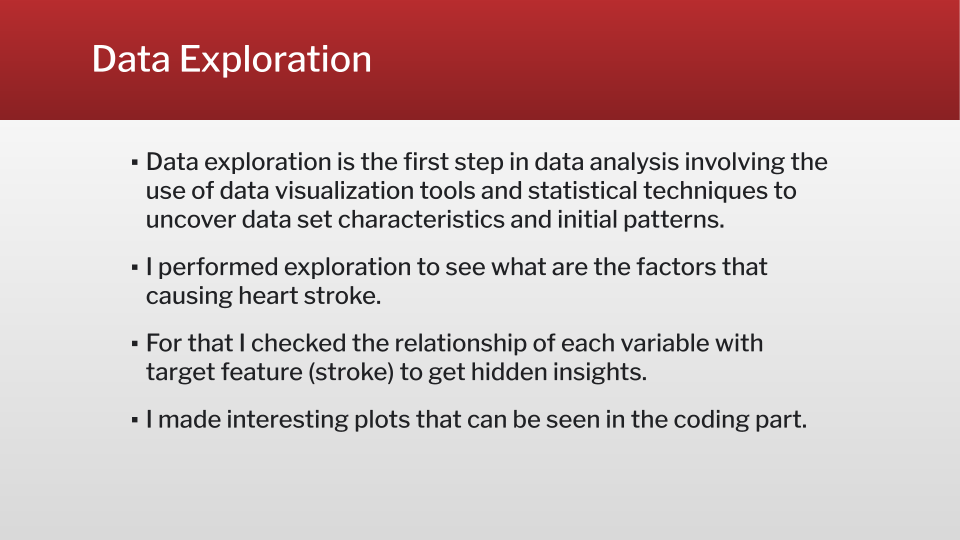 Data Exploration
▪ Data exploration is the first step in data analysis involving the
use of data visualization tools and statistical techniques to
uncover data set characteristics and initial patterns.
▪ I performed exploration to see what are the factors that
causing heart stroke.
▪ For that I checked the relationship of each variable with
target feature (stroke) to get hidden insights.
▪ I made interesting plots that can be seen in the coding part.